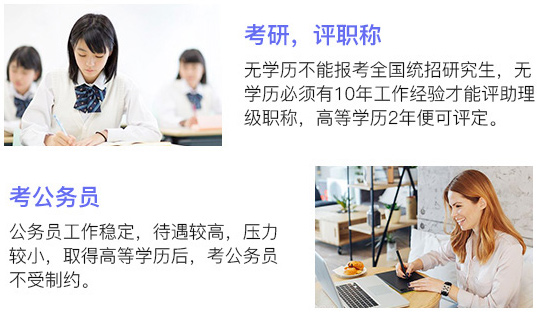 考研，评职称
无学历不能报考全国统招研究生，无
学历必须有10年工作经验才能评助理
级职称，高等学历2年便可评定。
考公务员
公务员工作稳定，待遇较高，压力
较小，取得高等学历后，考公务员
不受制约。